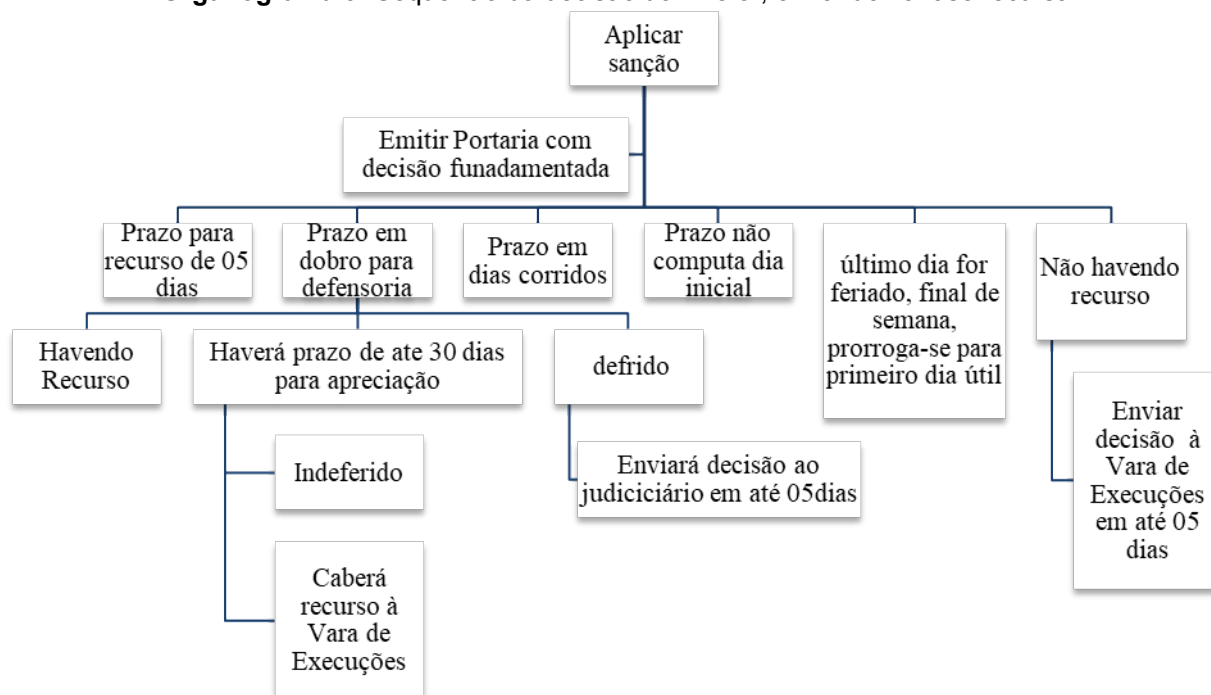 Aplicar
sanção
Emitir Portaria com
decisão funadamentada
Prazo para
recurso de 05
dias
Prazo em
dobro para
defensoria
Prazo em
dias corridos
Prazo não
computa dia
inicial
último dia for
feriado, final de
semana,
prorroga-se para
primeiro dia útil
Não havendo
recurso
Havendo
Recurso
Haverá prazo de ate 30 dias
para apreciação
defrido
Indeferido
Enviará decisão ao
judiciciário em até 05dias
Enviar
decisão à
Vara de
Execuções
em até 05
dias
Caberá
recurso à
Vara de
Execuções